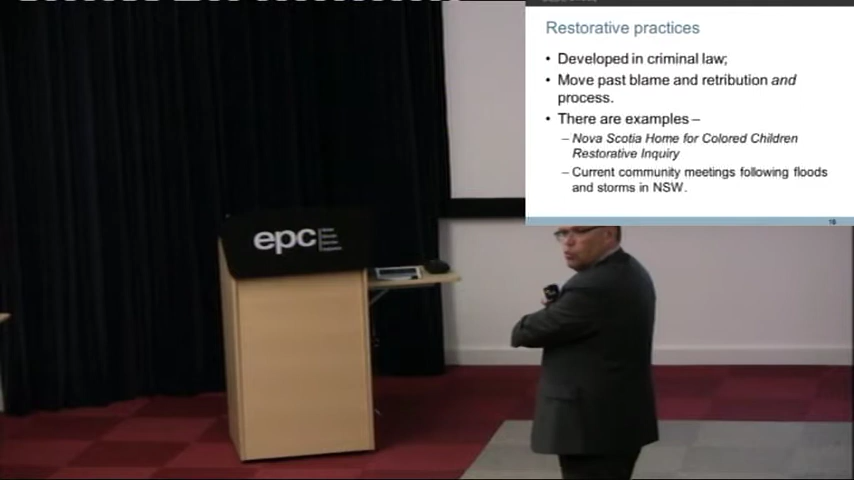 Restorative practices
• Developed in criminal law;
• Move past blame and retribution and
process.
• There are examples –
– Nova Scotia Home for Colored Children
Restorative Inquiry
– Current community meetings following floods
and storms in NSW.
epc